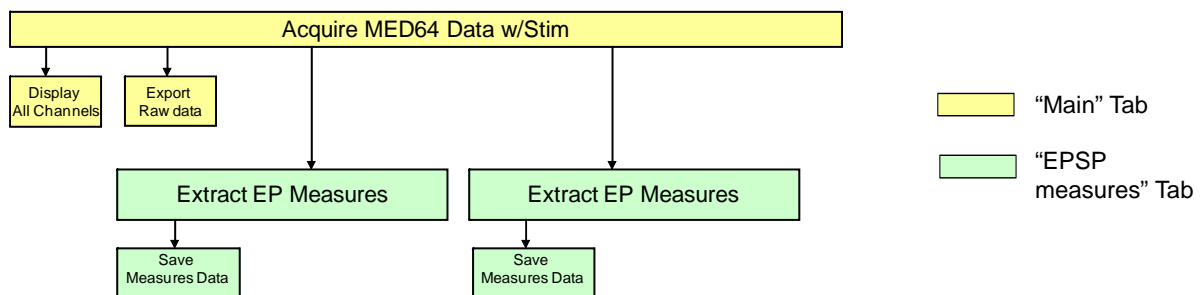 Acquire MED64 Data w/Stim
Display
All Channels
Export
Raw data
“Main” Tab
“EPSP
measures” Tab
Extract EP Measures
Extract EP Measures
Save
Measures Data
Save
Measures Data